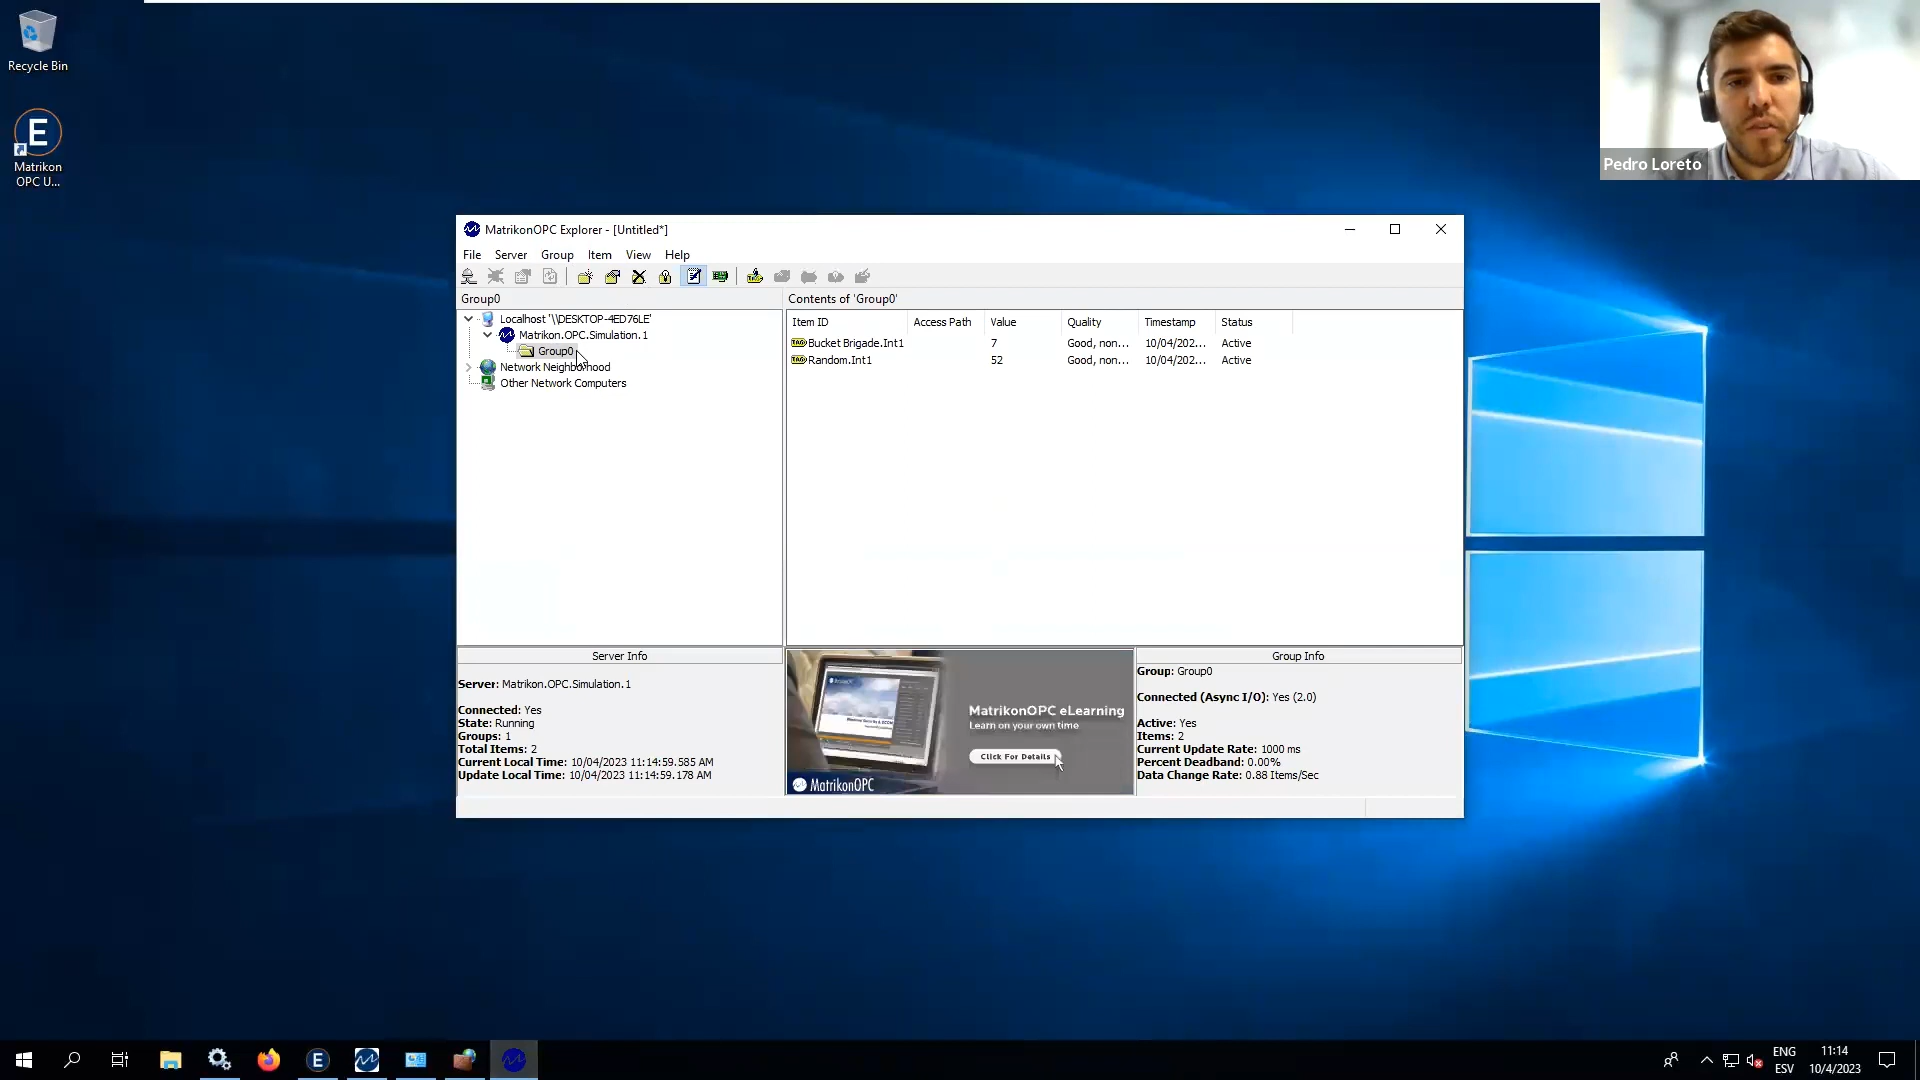 Recycle Bin
E
Matrikon
OPC U...
Pedro Loreto
MatrikonOPC Explorer - [Untitled*]
File Server Group Item View Help
Group0
Localhost '\\DESKTOP-4ED76LE'
Matrikon.OPC.Simulation.1
Group0
Network Neighborhood
Other Network Computers
Contents of 'Group0'
Item ID Access Path Value Quality Timestamp Status
TAG Bucket Brigade.Int1 7 Good, non... 10/04/202... Active
TAG Random.Int1 52 Good, non... 10/04/202... Active
Server Info
Server: Matrikon.OPC.Simulation.1
Connected: Yes
State: Running
Groups: 1
Total Items: 2
Current Local Time: 10/04/2023 11:14:59.585 AM
Update Local Time: 10/04/2023 11:14:59.178 AM
MatrikonOPC eLearning
Learn on your own time
Click For Details
MatrikonOPC
Group Info
Group: Group0
Connected (Async I/O): Yes (2.0)
Active: Yes
Items: 2
Current Update Rate: 1000 ms
Percent Deadband: 0.00%
Data Change Rate: 0.88 Items/Sec
E
ENG
ESV
11:14
10/4/2023